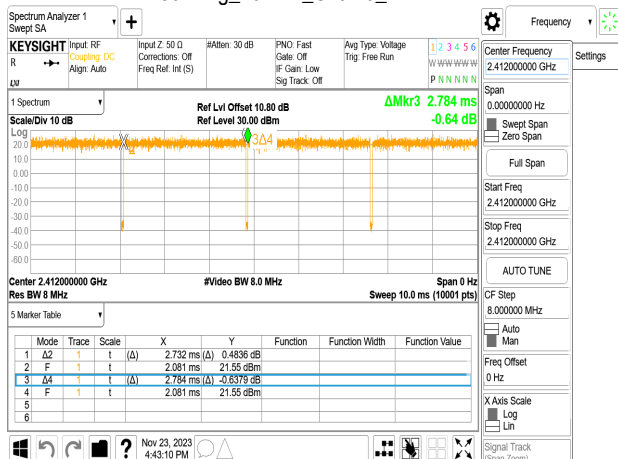 Spectrum Analyzer 1
Swept SA
Frequency
KEYSIGHT
R
LNI
Input: RF
Coupling: DC
Align: Auto
Input Z: 50 Ω
Corrections: Off
Freq Ref: Int (S)
#Atten: 30 dB
PNO: Fast
Gate: Off
IF Gain: Low
Sig Track: Off
Avg Type: Voltage
Trig: Free Run
1 2 3 4 5 6
W W W W W W
P N N N N N
1 Spectrum
Scale/Div 10 dB
Ref Lvl Offset 10.80 dB
Ref Level 30.00 dBm
ΔMkr3 2.784 ms
-0.64 dB
Log
20.0
10.0
0.00
-10.0
-20.0
-30.0
-40.0
-50.0
-60.0
3Δ4
Center 2.412000000 GHz
Res BW 8 MHz
#Video BW 8.0 MHz
Span 0 Hz
Sweep 10.0 ms (10001 pts)
5 Marker Table
Mode Trace Scale X Y Function Function Width Function Value
1 Δ2 1 t (Δ) 2.732 ms (Δ) 0.4836 dB
2 F 1 t 2.081 ms 21.55 dBm
3 Δ4 1 t (Δ) 2.784 ms (Δ) -0.6379 dB
4 F 1 t 2.081 ms 21.55 dBm
5
6
Nov 23, 2023
4:43:10 PM
Center Frequency
2.412000000 GHz
Settings
Span
0.00000000 Hz
Swept Span
Zero Span
Full Span
Start Freq
2.412000000 GHz
Stop Freq
2.412000000 GHz
AUTO TUNE
CF Step
8.000000 MHz
Auto
Man
Freq Offset
0 Hz
X Axis Scale
Log
Lin
Signal Track
(Span Zoom)